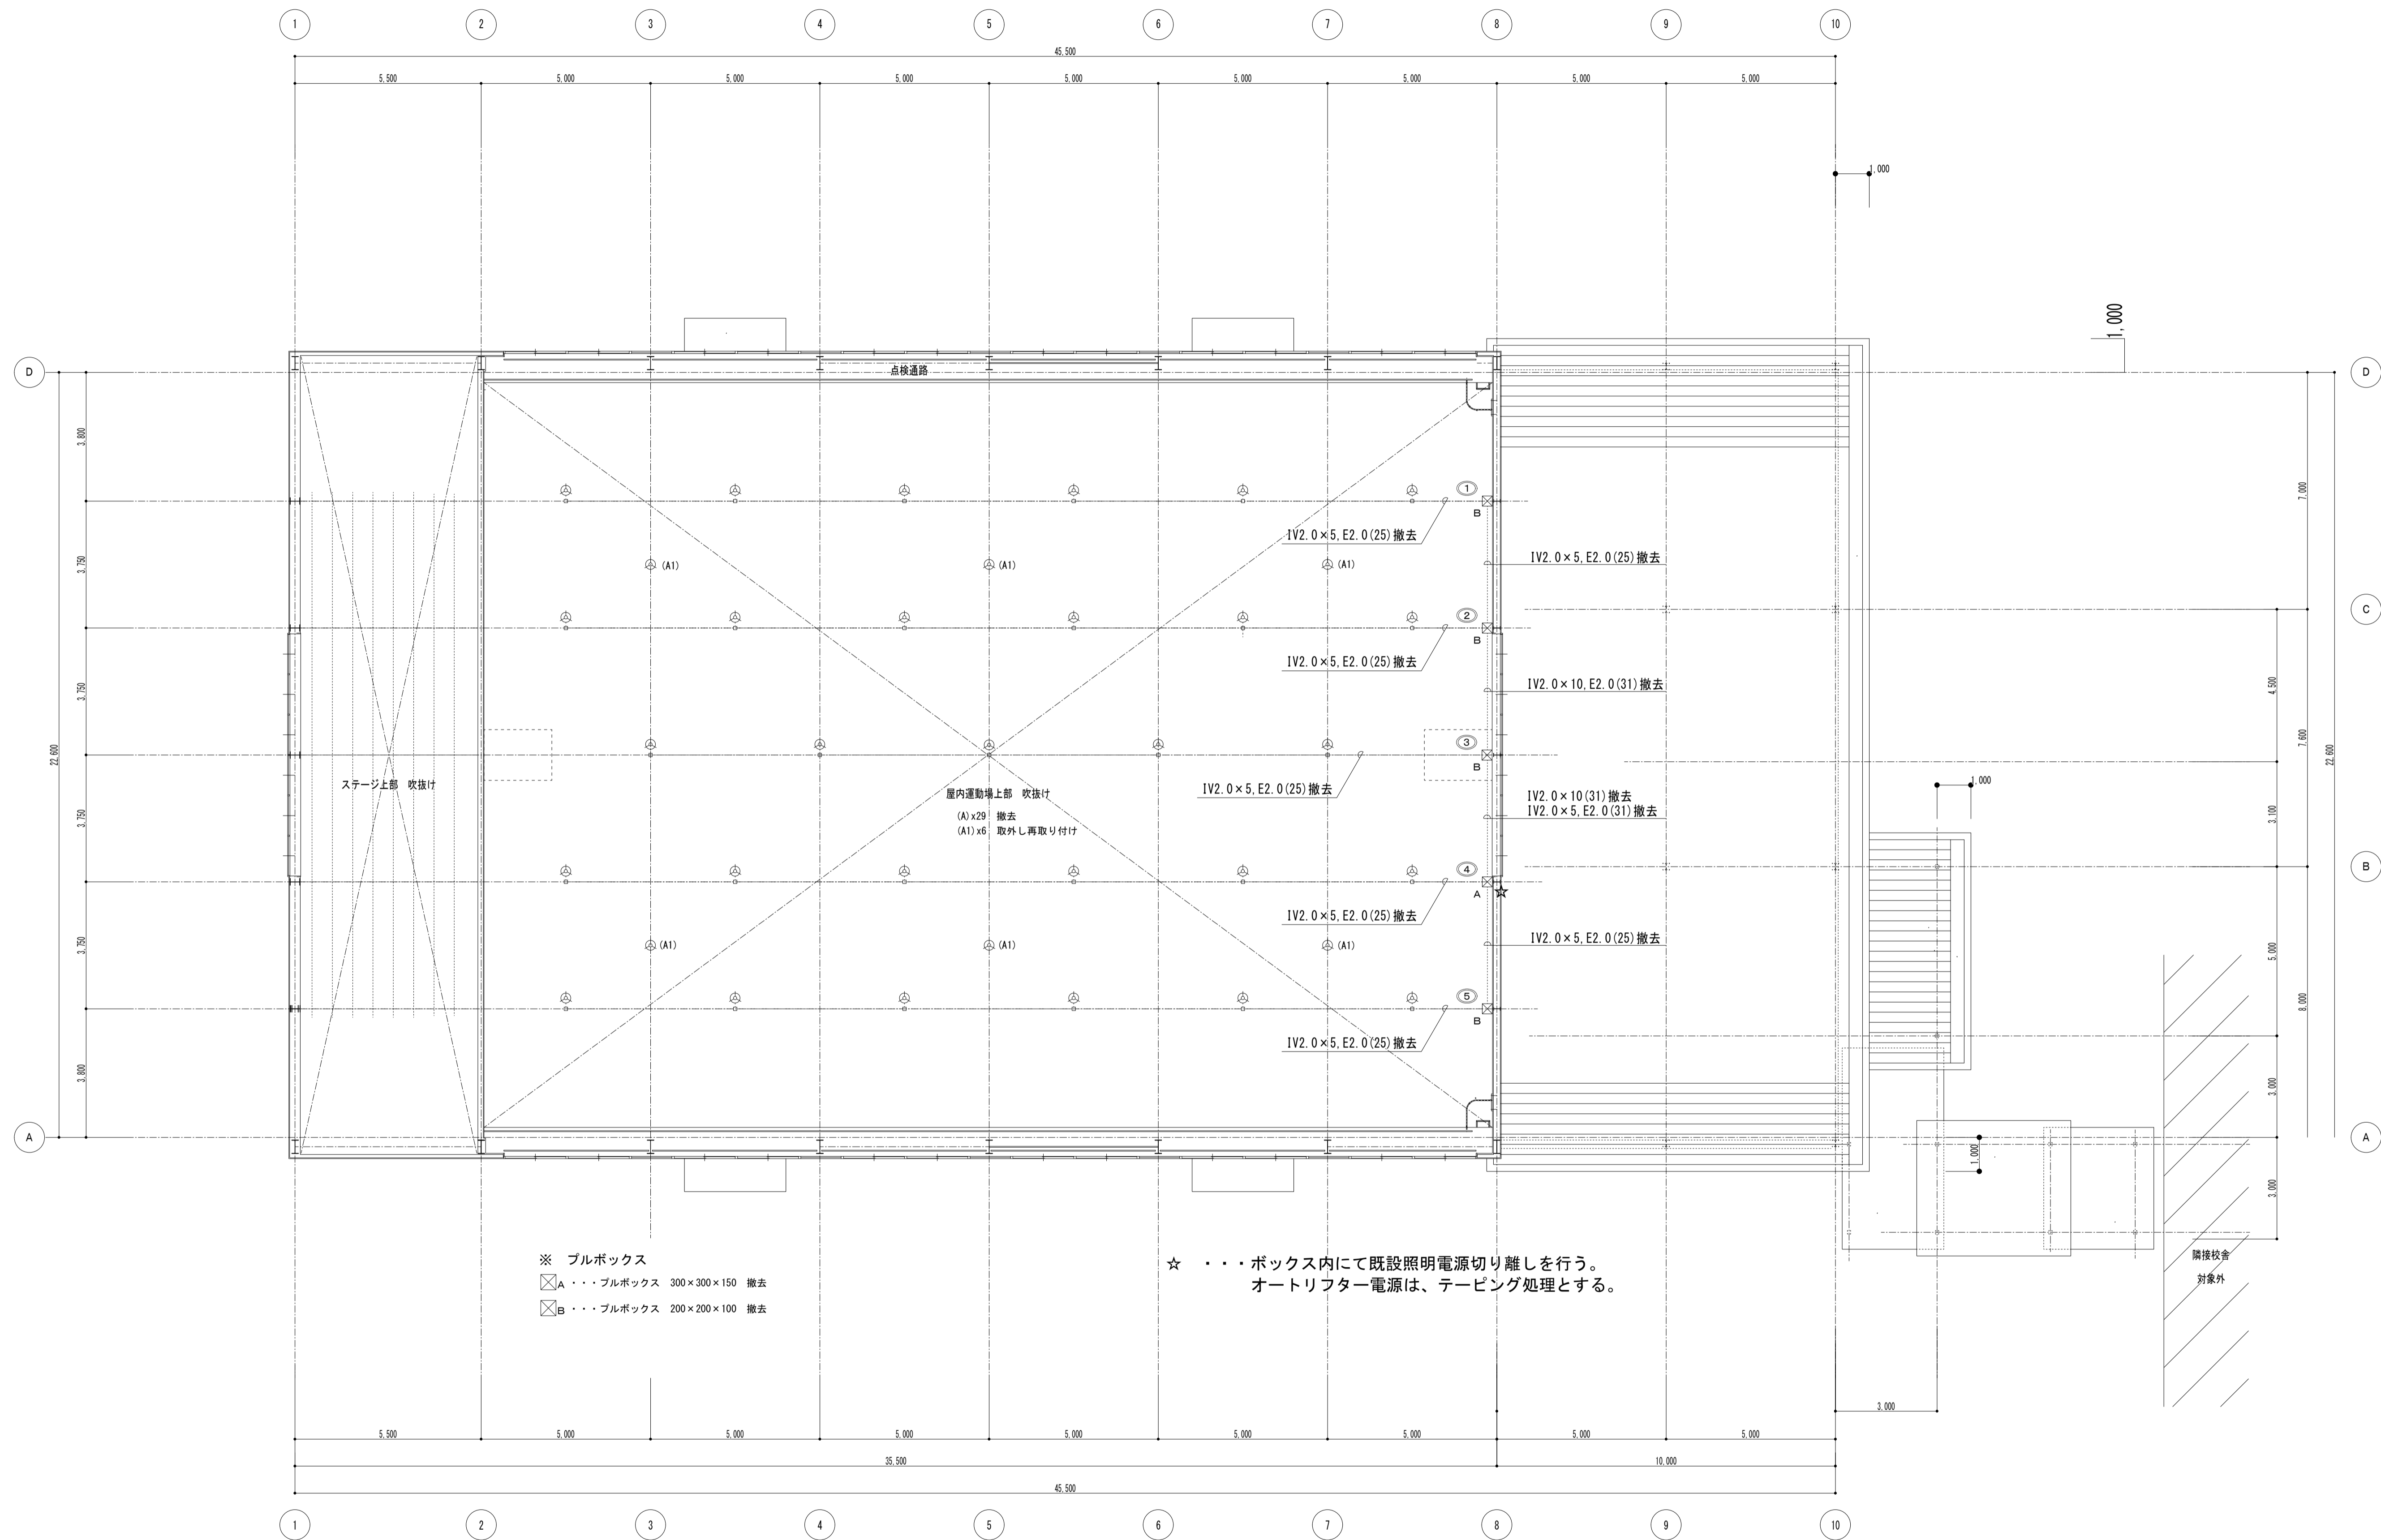 1 2 3 4 5 6 7 8 9 10
45,500
5,500 5,000 5,000 5,000 5,000 5,000 5,000 5,000 5,000
1,000
1,000
D 点検通路 D
3,800
7,000
①
B
IV2.0×5,E2.0(25)撤去
3,750
IV2.0×5,E2.0(25)撤去
(A1) (A1) (A1)
C
②
B
IV2.0×5,E2.0(25)撤去
3,750
IV2.0×10,E2.0(31)撤去
4,500
22,600
7,600
22,600
③
B
ステージ上部 吹抜け
IV2.0×5,E2.0(25)撤去
屋内運動場上部 吹抜け
(A)x29 撤去
(A1)x6 取外し再取り付け
1,000
IV2.0×10(31)撤去
IV2.0×5,E2.0(31)撤去
3,750
3,100
B
④
A ☆
IV2.0×5,E2.0(25)撤去
3,750
IV2.0×5,E2.0(25)撤去
(A1) (A1) (A1)
5,000
8,000
⑤
B
IV2.0×5,E2.0(25)撤去
3,800
3,000
A A
1,000
3,000
※ プルボックス
A・・・プルボックス 300×300×150 撤去
B・・・プルボックス 200×200×100 撤去
☆ ・・・ボックス内にて既設照明電源切り離しを行う。
オートリフター電源は、テーピング処理とする。
隣接校舎
対象外
3,000
5,500 5,000 5,000 5,000 5,000 5,000 5,000 5,000 5,000
35,500 10,000
45,500
1 2 3 4 5 6 7 8 9 10